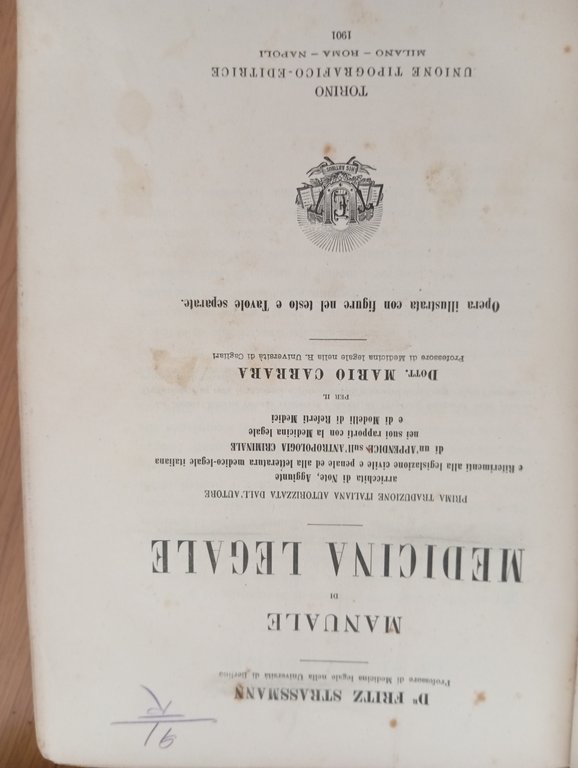 Dr FRITZ STRASSMANN
Professore di Medicina legale nella Università di Berlino
MANUALE
DI
MEDICINA LEGALE
PRIMA TRADUZIONE ITALIANA AUTORIZZATA DALL'AUTORE
arricchita di Note, Aggiunte
e Riferimenti alla legislazione civile e penale ed alla letteratura medico-legale italiana
di un'APPENDICE sull'ANTROPOLOGIA CRIMINALE
nei suoi rapporti con la Medicina legale
e di Modelli di Referti Medici
PER IL
Dott. MARIO CARRARA
Professore di Medicina legale nella R. Università di Cagliari
Opera illustrata con figure nel testo e Tavole separate.
TORINO
UNIONE TIPOGRAFICO-EDITRICE
MILANO – ROMA – NAPOLI
1901